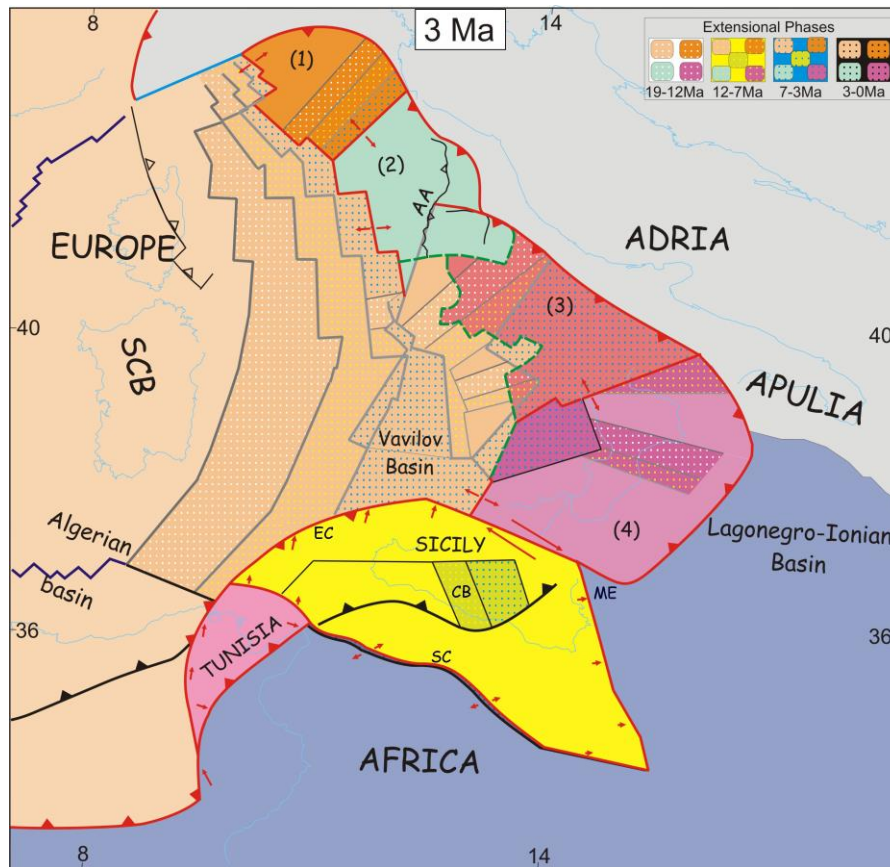 8
3 Ma
14
Extensional Phases
19-12Ma
12-7Ma
7-3Ma
3-0Ma
(1)
(2)
AA
EUROPE
ADRIA
40
(3)
40
SCB
APULIA
Vavilov
Basin
(4)
Algerian
basin
EC
SICILY
Lagonegro-Ionian
Basin
CB
ME
36
TUNISIA
SC
36
AFRICA
8
14